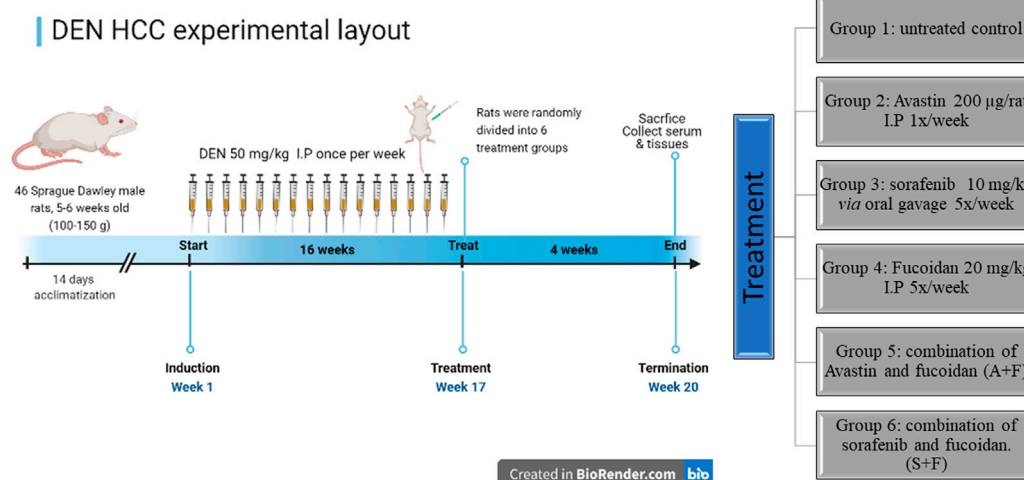 DEN HCC experimental layout
46 Sprague Dawley male
rats, 5-6 weeks old
(100-150 g)
DEN 50 mg/kg I.P once per week
Rats were randomly
divided into 6
treatment groups
Sacrfice
Collect serum
& tissues
Start
16 weeks
Treat
4 weeks
End
14 days
acclimatization
Induction
Week 1
Treatment
Week 17
Termination
Week 20
Created in BioRender.com bio
Treatment
Group 1: untreated control
Group 2: Avastin 200 µg/ra
I.P 1x/week
Group 3: sorafenib 10 mg/k
via oral gavage 5x/week
Group 4: Fucoidan 20 mg/k
I.P 5x/week
Group 5: combination of
Avastin and fucoidan (A+F)
Group 6: combination of
sorafenib and fucoidan.
(S+F)